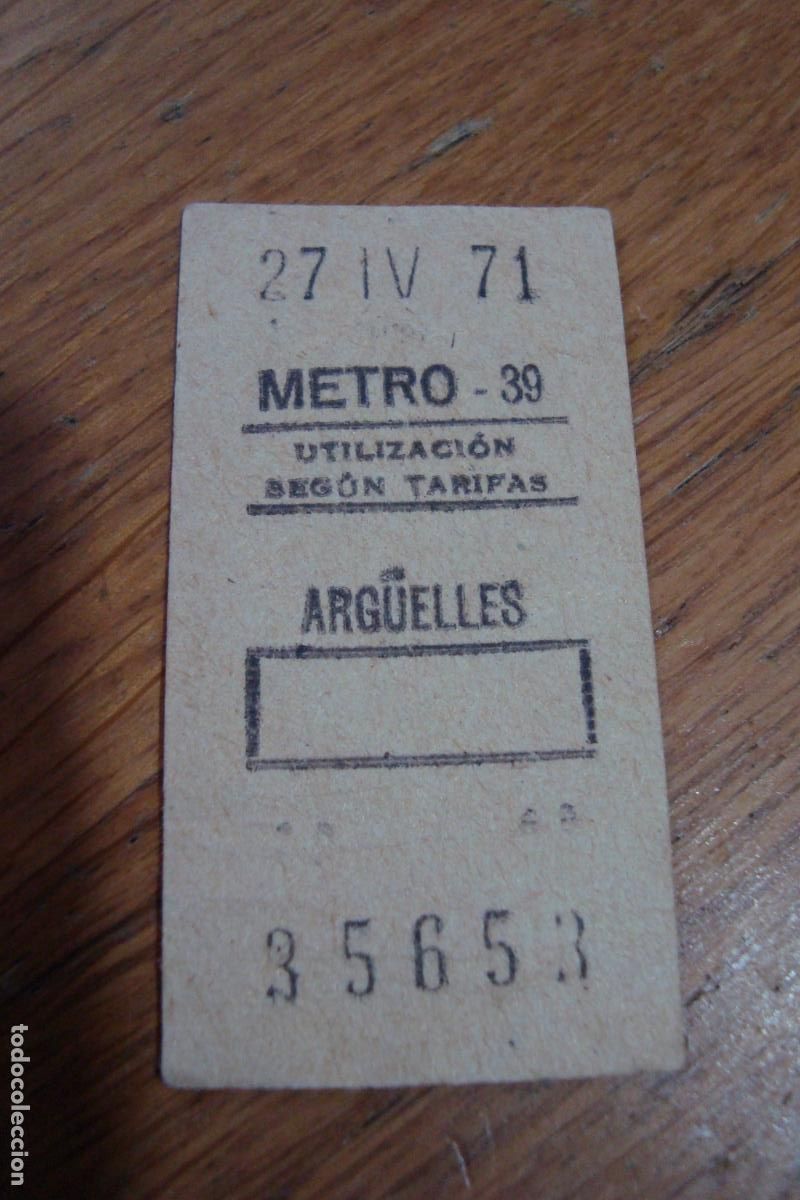 27 IV 71
METRO - 39
UTILIZACIÓN
SEGÚN TARIFAS
ARGÜELLES
35653
todocoleccion